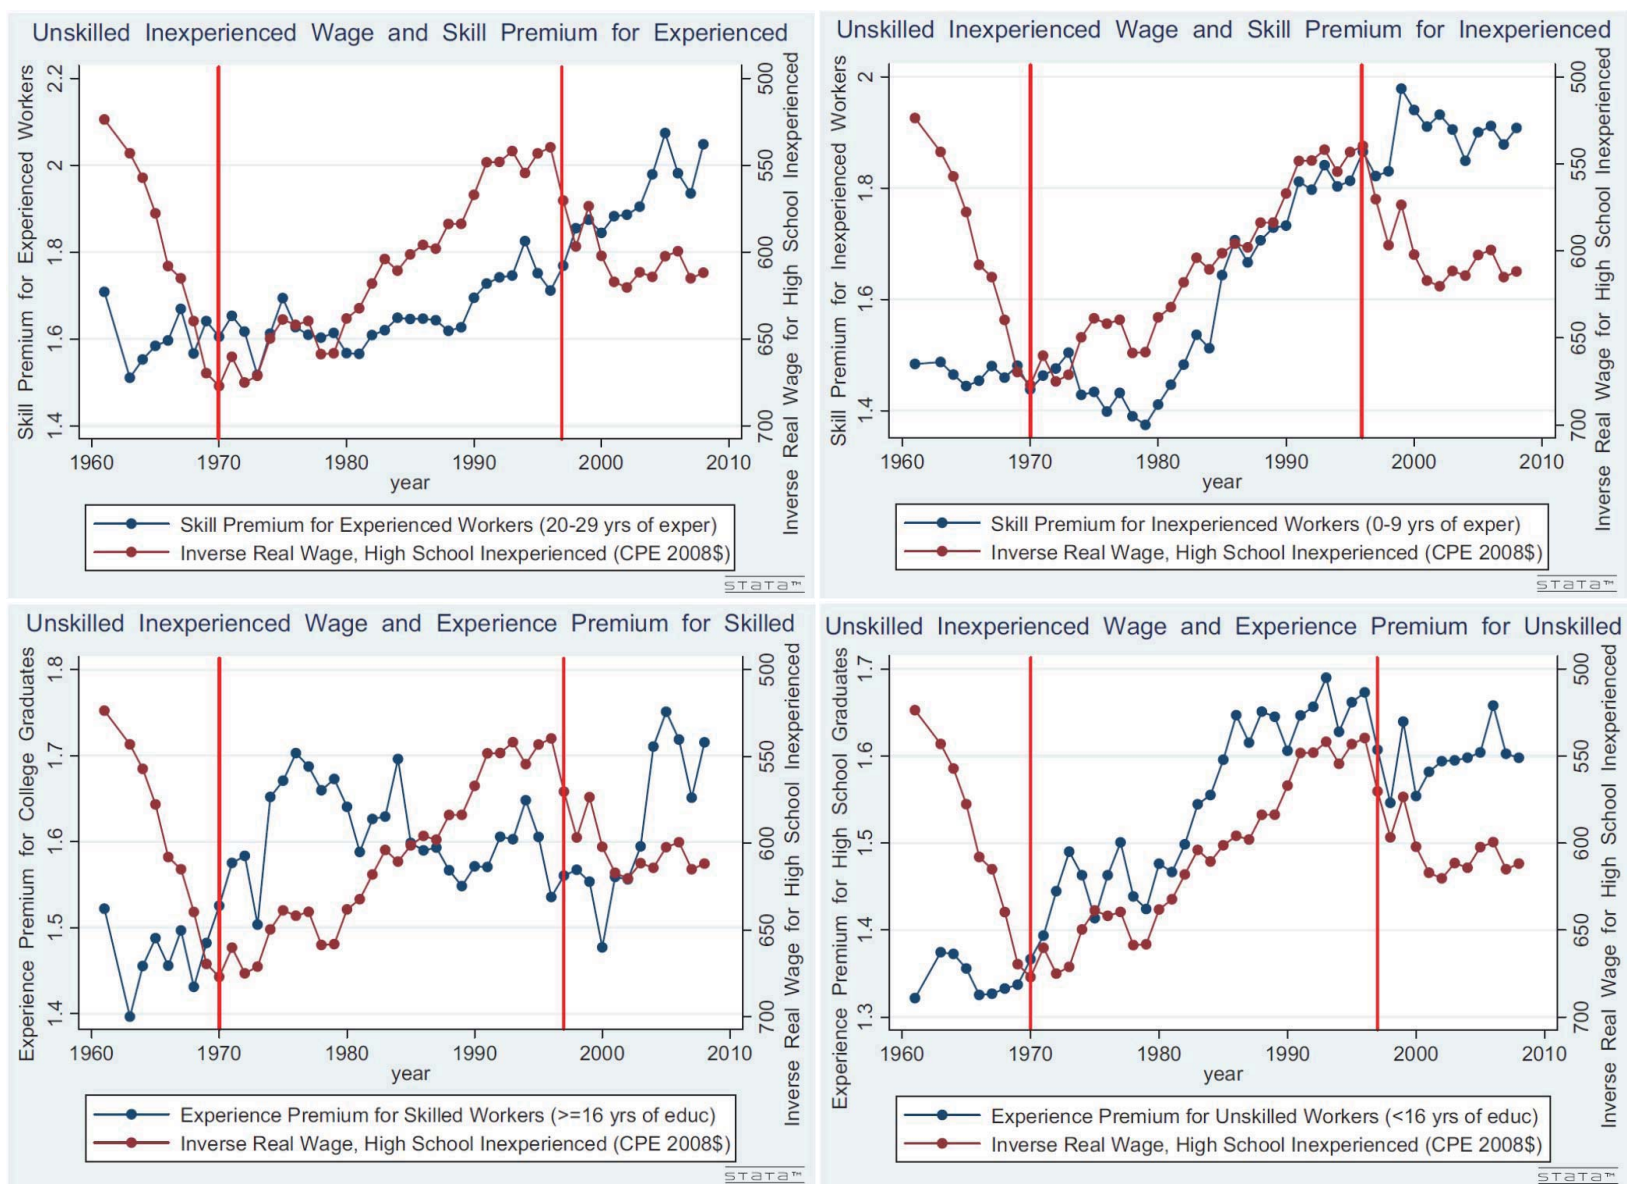 Unskilled Inexperienced Wage and Skill Premium for Experienced
Skill Premium for Experienced Workers
2.2
2
1.8
1.6
1.4
500
550
600
650
700
Inverse Real Wage for High School Inexperienced
1960 1970 1980 1990 2000 2010
year
Skill Premium for Experienced Workers (20-29 yrs of exper)
Inverse Real Wage, High School Inexperienced (CPE 2008$)
STaTa™
Unskilled Inexperienced Wage and Skill Premium for Inexperienced
Skill Premium for Inexperienced Workers
2
1.8
1.6
1.4
500
550
600
650
700
Inverse Real Wage for High School Inexperienced
1960 1970 1980 1990 2000 2010
year
Skill Premium for Inexperienced Workers (0-9 yrs of exper)
Inverse Real Wage, High School Inexperienced (CPE 2008$)
STaTa™
Unskilled Inexperienced Wage and Experience Premium for Skilled
Experience Premium for College Graduates
1.8
1.7
1.6
1.5
1.4
500
550
600
650
700
Inverse Real Wage for High School Inexperienced
1960 1970 1980 1990 2000 2010
year
Experience Premium for Skilled Workers (>=16 yrs of educ)
Inverse Real Wage, High School Inexperienced (CPE 2008$)
STaTa™
Unskilled Inexperienced Wage and Experience Premium for Unskilled
Experience Premium for High School Graduates
1.7
1.6
1.5
1.4
1.3
500
550
600
650
700
Inverse Real Wage for High School Inexperienced
1960 1970 1980 1990 2000 2010
year
Experience Premium for Unskilled Workers (<16 yrs of educ)
Inverse Real Wage, High School Inexperienced (CPE 2008$)
STaTa™